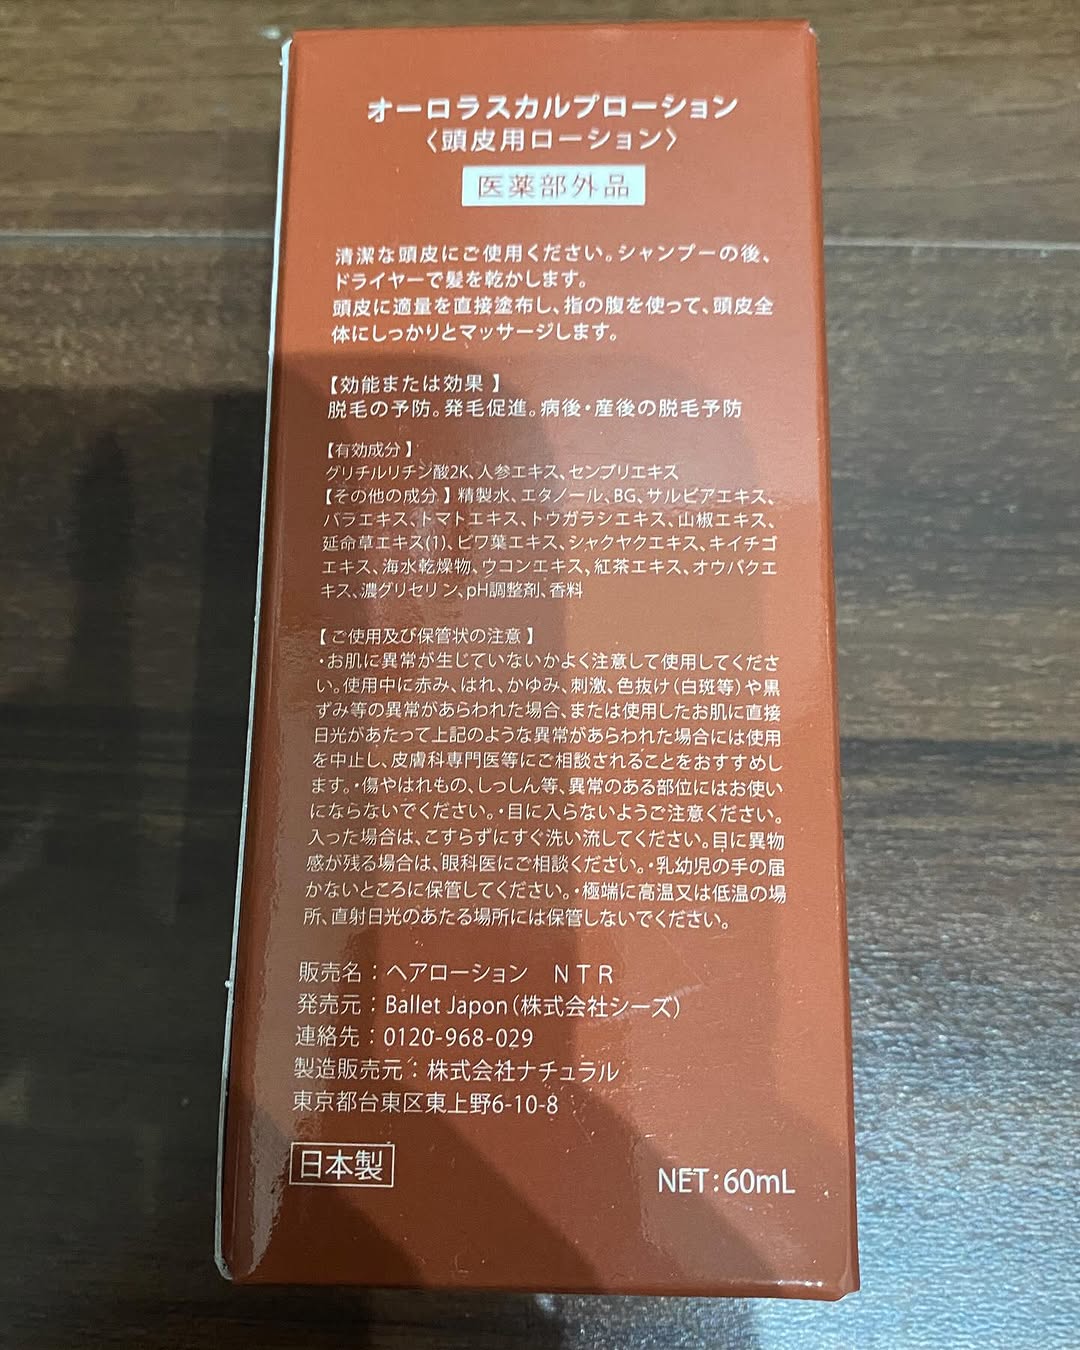 オーロラスカルプローション
〈頭皮用ローション〉
医薬部外品
清潔な頭皮にご使用ください。シャンプーの後、
ドライヤーで髪を乾かします。
頭皮に適量を直接塗布し、指の腹を使って、頭皮全
体にしっかりとマッサージします。
【効能または効果 】
脱毛の予防。発毛促進。病後・産後の脱毛予防
【有効成分 】
グリチルリチン酸2K、人参エキス、センブリエキス
【その他の成分 】精製水、エタノール、BG、サルビアエキス、
バラエキス、トマトエキス、トウガラシエキス、山椒エキス、
延命草エキス(1)、ビワ葉エキス、シャクヤクエキス、キイチゴ
エキス、海水乾燥物、ウコンエキス、紅茶エキス、オウバクエ
キス、濃グリセリン、pH調整剤、香料
【 ご使用及び保管状の注意 】
・お肌に異常が生じていないかよく注意して使用してくださ
い。使用中に赤み、はれ、かゆみ、刺激、色抜け（白斑等）や黒
ずみ等の異常があらわれた場合、または使用したお肌に直接
日光があたって上記のような異常があらわれた場合には使用
を中止し、皮膚科専門医等にご相談されることをおすすめし
ます。・傷やはれもの、しっしん等、異常のある部位にはお使い
にならないでください。・目に入らないようご注意ください。
入った場合は、こすらずにすぐ洗い流してください。目に異物
感が残る場合は、眼科医にご相談ください。・乳幼児の手の届
かないところに保管してください。・極端に高温又は低温の場
所、直射日光のあたる場所には保管しないでください。
販売名：ヘアローション　ＮＴＲ
発売元：Ballet Japon（株式会社シーズ）
連絡先：0120-968-029
製造販売元：株式会社ナチュラル
東京都台東区東上野6-10-8
日本製
NET：60mL